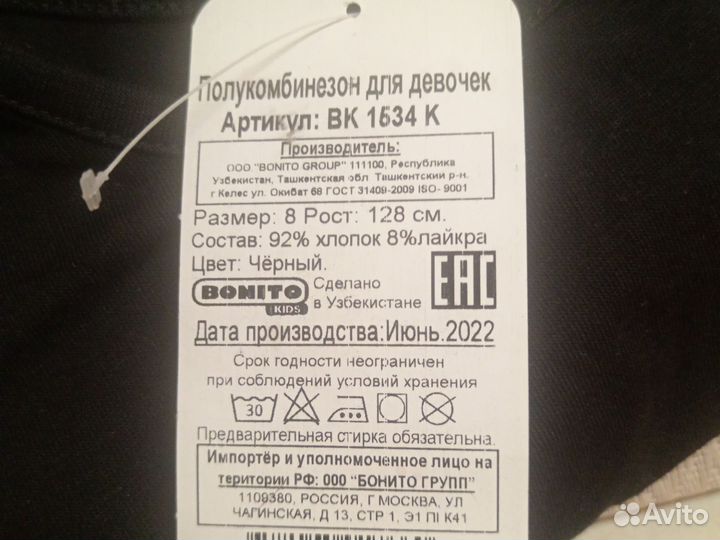 Полукомбинезон для девочек
Артикул: ВК 1534 К
Производитель:
ООО "BONITO GROUP" 111100, Республика
Узбекистан, Ташкентская обл. Ташкентский р-н.
г Келес ул. Окибат 68 ГОСТ 31409-2009 ISO- 9001
Размер: 8 Рост: 128 см.
Состав: 92% хлопок 8%лайкра
Цвет: Чёрный.
BONITO
KIDS
Сделано
в Узбекистане
EAC
Дата производства:Июнь.2022
Срок годности неограничен
при соблюдений условий хранения
30
Предварительная стирка обязательна.
Импортёр и уполномоченное лицо на
територии РФ: ООО "БОНИТО ГРУПП"
1109380, РОССИЯ, Г МОСКВА, УЛ
ЧАГИНСКАЯ, Д 13, СТР 1, Э1 ПІ К41
Avito